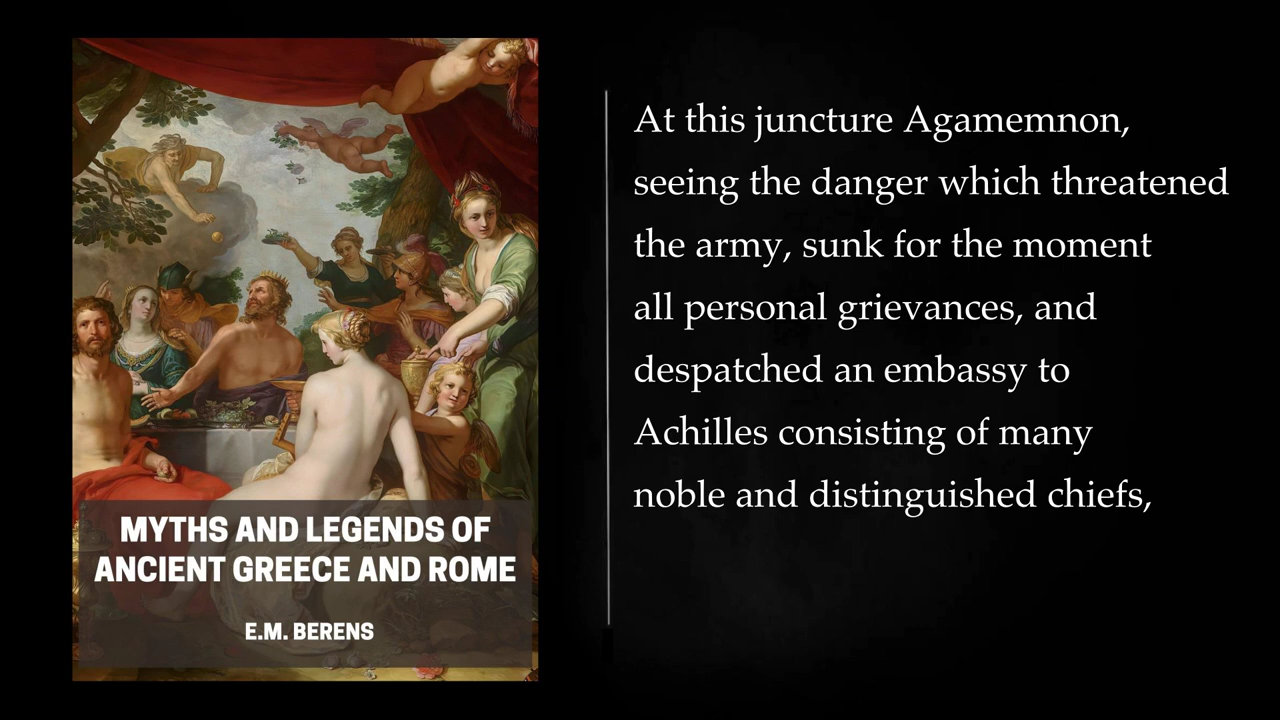 MYTHS AND LEGENDS OF
ANCIENT GREECE AND ROME
E.M. BERENS
At this juncture Agamemnon,
seeing the danger which threatened
the army, sunk for the moment
all personal grievances, and
despatched an embassy to
Achilles consisting of many
noble and distinguished chiefs,